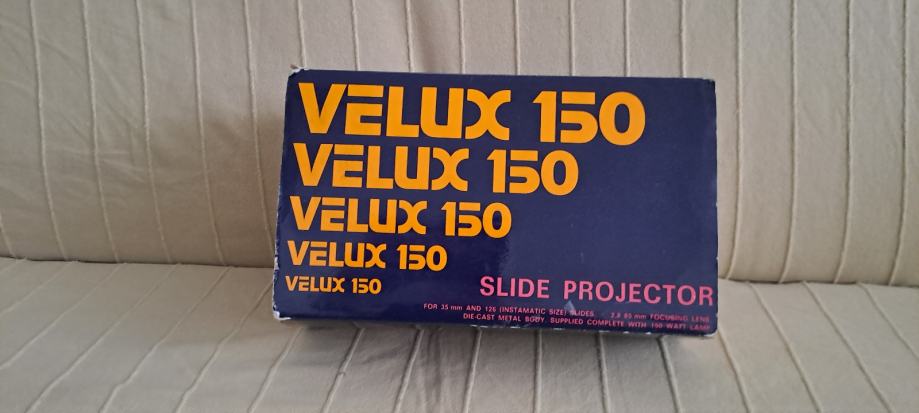 VELUX 150
VELUX 150
VELUX 150
VELUX 150
VELUX 150
SLIDE PROJECTOR
FOR 35 mm AND 126 (INSTAMATIC SIZE) SLIDES 2.8 85 mm FOCUSING LENS
DIE-CAST METAL BODY SUPPLIED COMPLETE WITH 150 WATT LAMP